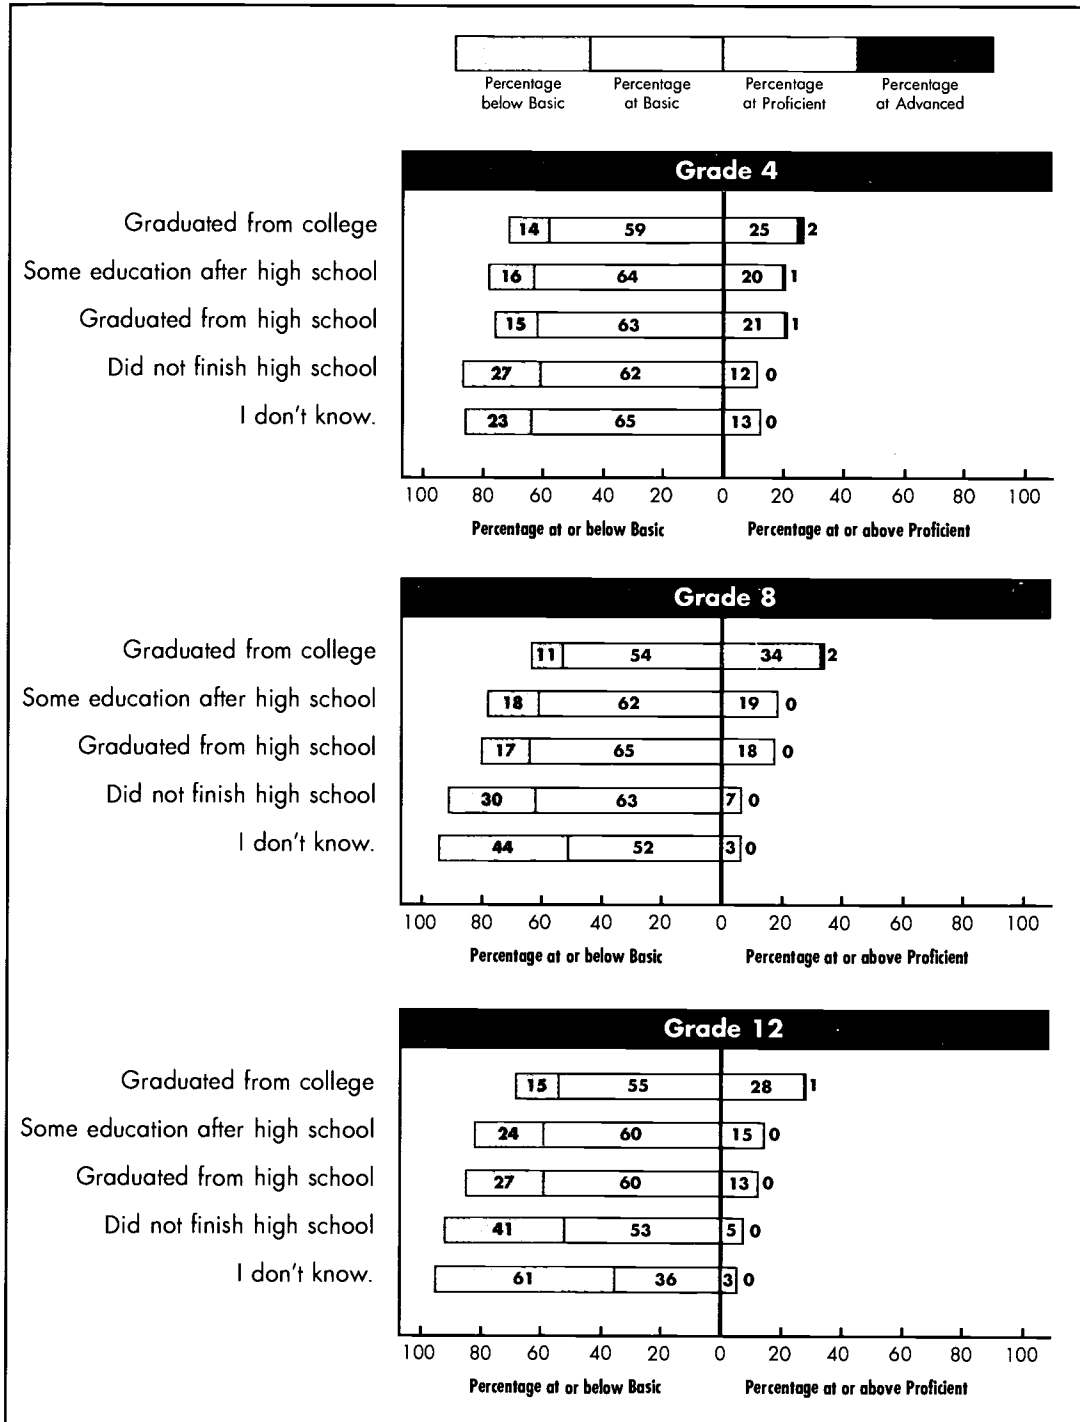 Percentage below Basic
Percentage at Basic
Percentage at Proficient
Percentage at Advanced
Grade 4
Graduated from college 14 59 25 2
Some education after high school 16 64 20 1
Graduated from high school 15 63 21 1
Did not finish high school 27 62 12 0
I don't know. 23 65 13 0
100 80 60 40 20 0 20 40 60 80 100
Percentage at or below Basic Percentage at or above Proficient
Grade 8
Graduated from college 11 54 34 2
Some education after high school 18 62 19 0
Graduated from high school 17 65 18 0
Did not finish high school 30 63 7 0
I don't know. 44 52 3 0
100 80 60 40 20 0 20 40 60 80 100
Percentage at or below Basic Percentage at or above Proficient
Grade 12
Graduated from college 15 55 28 1
Some education after high school 24 60 15 0
Graduated from high school 27 60 13 0
Did not finish high school 41 53 5 0
I don't know. 61 36 3 0
100 80 60 40 20 0 20 40 60 80 100
Percentage at or below Basic Percentage at or above Proficient